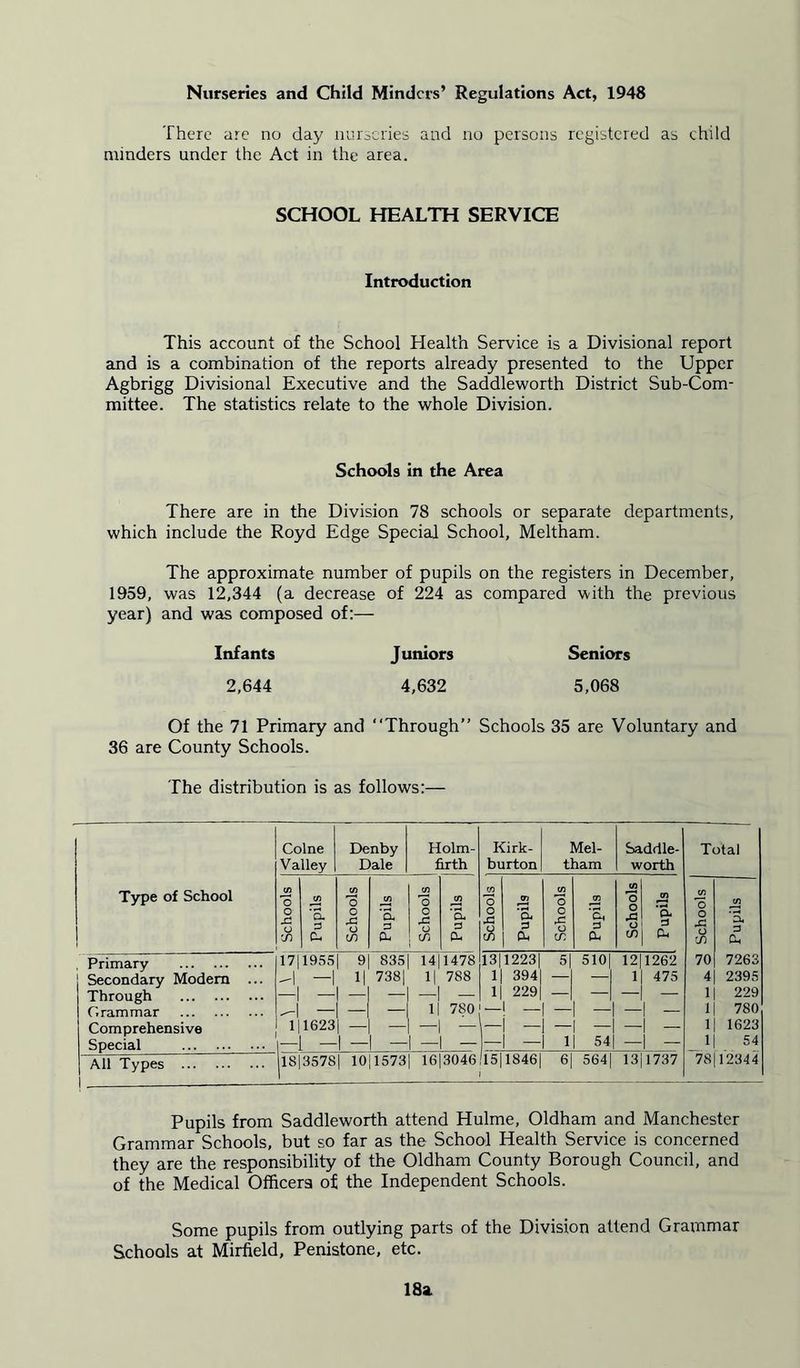 Nurseries and Child Minders' Regulations Act, 1948
There are no day nurseries and no persons registered as child
minders under the Act in the area.
SCHOOL HEALTH SERVICE
Introduction
This account of the School Health Service is a Divisional report
and is a combination of the reports already presented to the Upper
Agbrigg Divisional Executive and the Saddleworth District Sub-Com-
mittee. The statistics relate to the whole Division.
Schools in the Area
There are in the Division 78 schools or separate departments,
which include the Royd Edge Special School, Meltham.
The approximate number of pupils on the registers in December,
1959, was 12,344 (a decrease of 224 as compared with the previous
year) and was composed of:—
Infants Juniors Seniors
2,644 4,632 5,068
Of the 71 Primary and "Through" Schools 35 are Voluntary and
36 are County Schools.
The distribution is as follows:—
Type of School | Colne Valley | Denby Dale | Holm-firth | Kirk-burton | Mel-tham | Saddle-worth | Total
Schools | Pupils | Schools | Pupils | Schools | Pupils | Schools | Pupils | Schools | Pupils | Schools | Pupils | Schools | Pupils
Primary ... ... ... | 17 | 1955 | 9 | 835 | 14 | 1478 | 13 | 1223 | 5 | 510 | 12 | 1262 | 70 | 7263
Secondary Modern ... | — | — | 1 | 738 | 1 | 788 | 1 | 394 | — | — | 1 | 475 | 4 | 2395
Through ... ... ... | — | — | — | — | — | — | 1 | 229 | — | — | — | — | 1 | 229
Grammar ... ... ... | — | — | — | — | 1 | 780 | — | — | — | — | — | — | 1 | 780
Comprehensive | 1 | 1623 | — | — | — | — | — | — | — | — | — | — | 1 | 1623
Special ... ... ... | — | — | — | — | — | — | — | — | 1 | 54 | — | — | 1 | 54
All Types ... ... ... | 18 | 3578 | 10 | 1573 | 16 | 3046 | 15 | 1846 | 6 | 564 | 13 | 1737 | 78 | 12344
Pupils from Saddleworth attend Hulme, Oldham and Manchester
Grammar Schools, but so far as the School Health Service is concerned
they are the responsibility of the Oldham County Borough Council, and
of the Medical Officers of the Independent Schools.
Some pupils from outlying parts of the Division attend Grammar
Schools at Mirfield, Penistone, etc.
18a